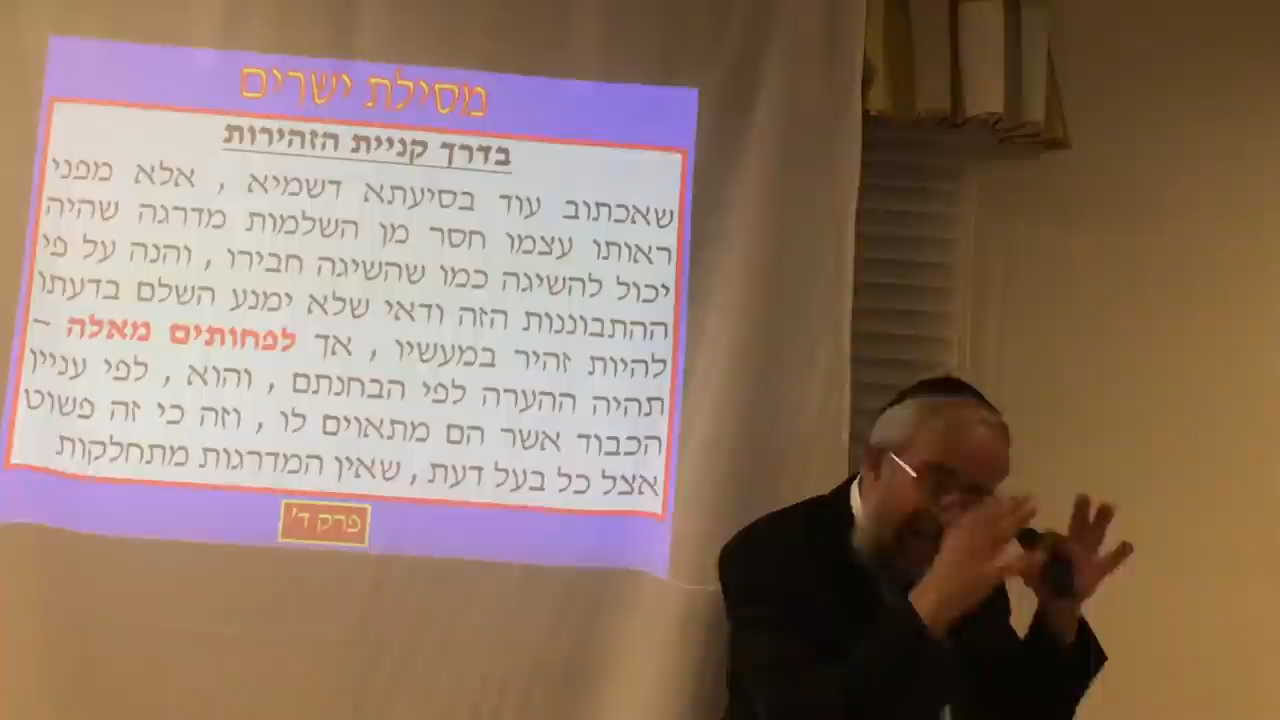 מסילת ישרים
בדרך קניית הזהירות
שאכתוב עוד בסיעתא דשמיא , אלא מפני
ראותו עצמו חסר מן השלמות מדרגה שהיה
יכול להשיגה כמו שהשיגה חבירו , והנה על פי
ההתבוננות הזה ודאי שלא ימנע השלם בדעתו
להיות זהיר במעשיו , אך לפחותים מאלה –
תהיה ההערה לפי הבחנתם , והוא , לפי עניין
הכבוד אשר הם מתאוים לו , וזה כי זה פשוט
אצל כל בעל דעת , שאין המדרגות מתחלקות
פרק ד'